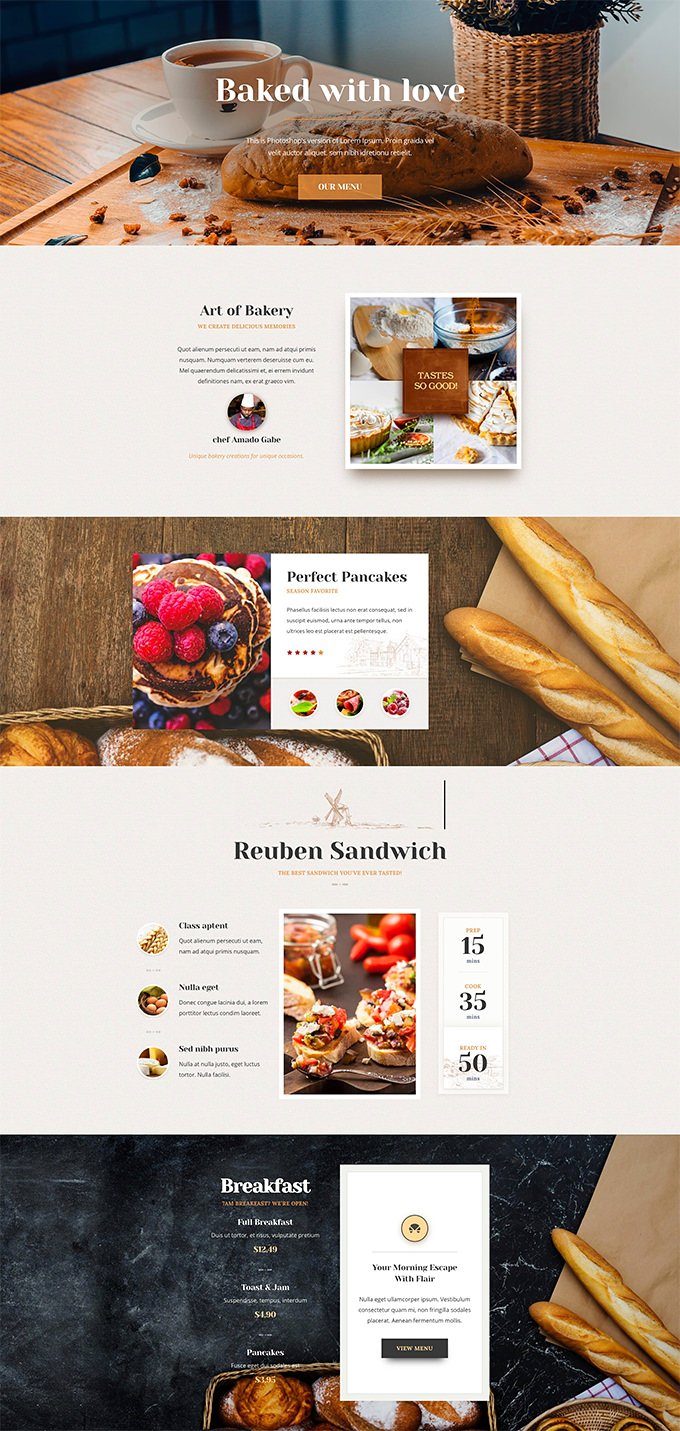 Baked with love
This is Photoshop's version of Lorem Ipsum. Proin graida vel
velit auctor aliquet. sem nibh idretionu retielit.
OUR MENU
Art of Bakery
WE CREATE DELICIOUS MEMORIES
Quot alienum persecuti ut eam, nam ad atqui primis
nusquam. Numquam verterem deseruisse cum eu.
Mel quaerendum delicatissimi et, ei errem invidunt
definitiones nam, ex erat graeco vim.
chef Amado Gabe
Unique bakery creations for unique occasions.
TASTES
SO GOOD!
Perfect Pancakes
SEASON FAVORITE
Phasellus facilisis lectus non erat consequat, sed in
suscipit euismod, urna ante tempor tellus, non
ultrices leo est placerat est pellentesque.
Reuben Sandwich
THE BEST SANDWICH YOU'VE EVER TASTED!
Class aptent
Quot alienum persecuti ut eam,
nam ad atqui primis nusquam.
Nulla eget
Donec congue lacinia dui, a lorem
porttitor lectus condim laoreet.
Sed nibh purus
Nulla at nulla justo, eget luctus
tortor. Nulla facilisi.
PREP
15
mins
COOK
35
mins
READY IN
50
mins
Breakfast
7AM BREAKEAST? WE'RE OPEN!
Full Breakfast
Duis ut tortor, et risus, vulputate pretium
$12.49
Toast & Jam
Suspendisse, tempus, interdum
$4.90
Pancakes
Fusce eget dui sodales est
$3.95
Your Morning Escape
With Flair
Nulla eget ullamcorper ipsum. Vestibulum
consectetur quam mi, non fringilla sodales
placerat. Aenean fermentum mollis.
VIEW MENU